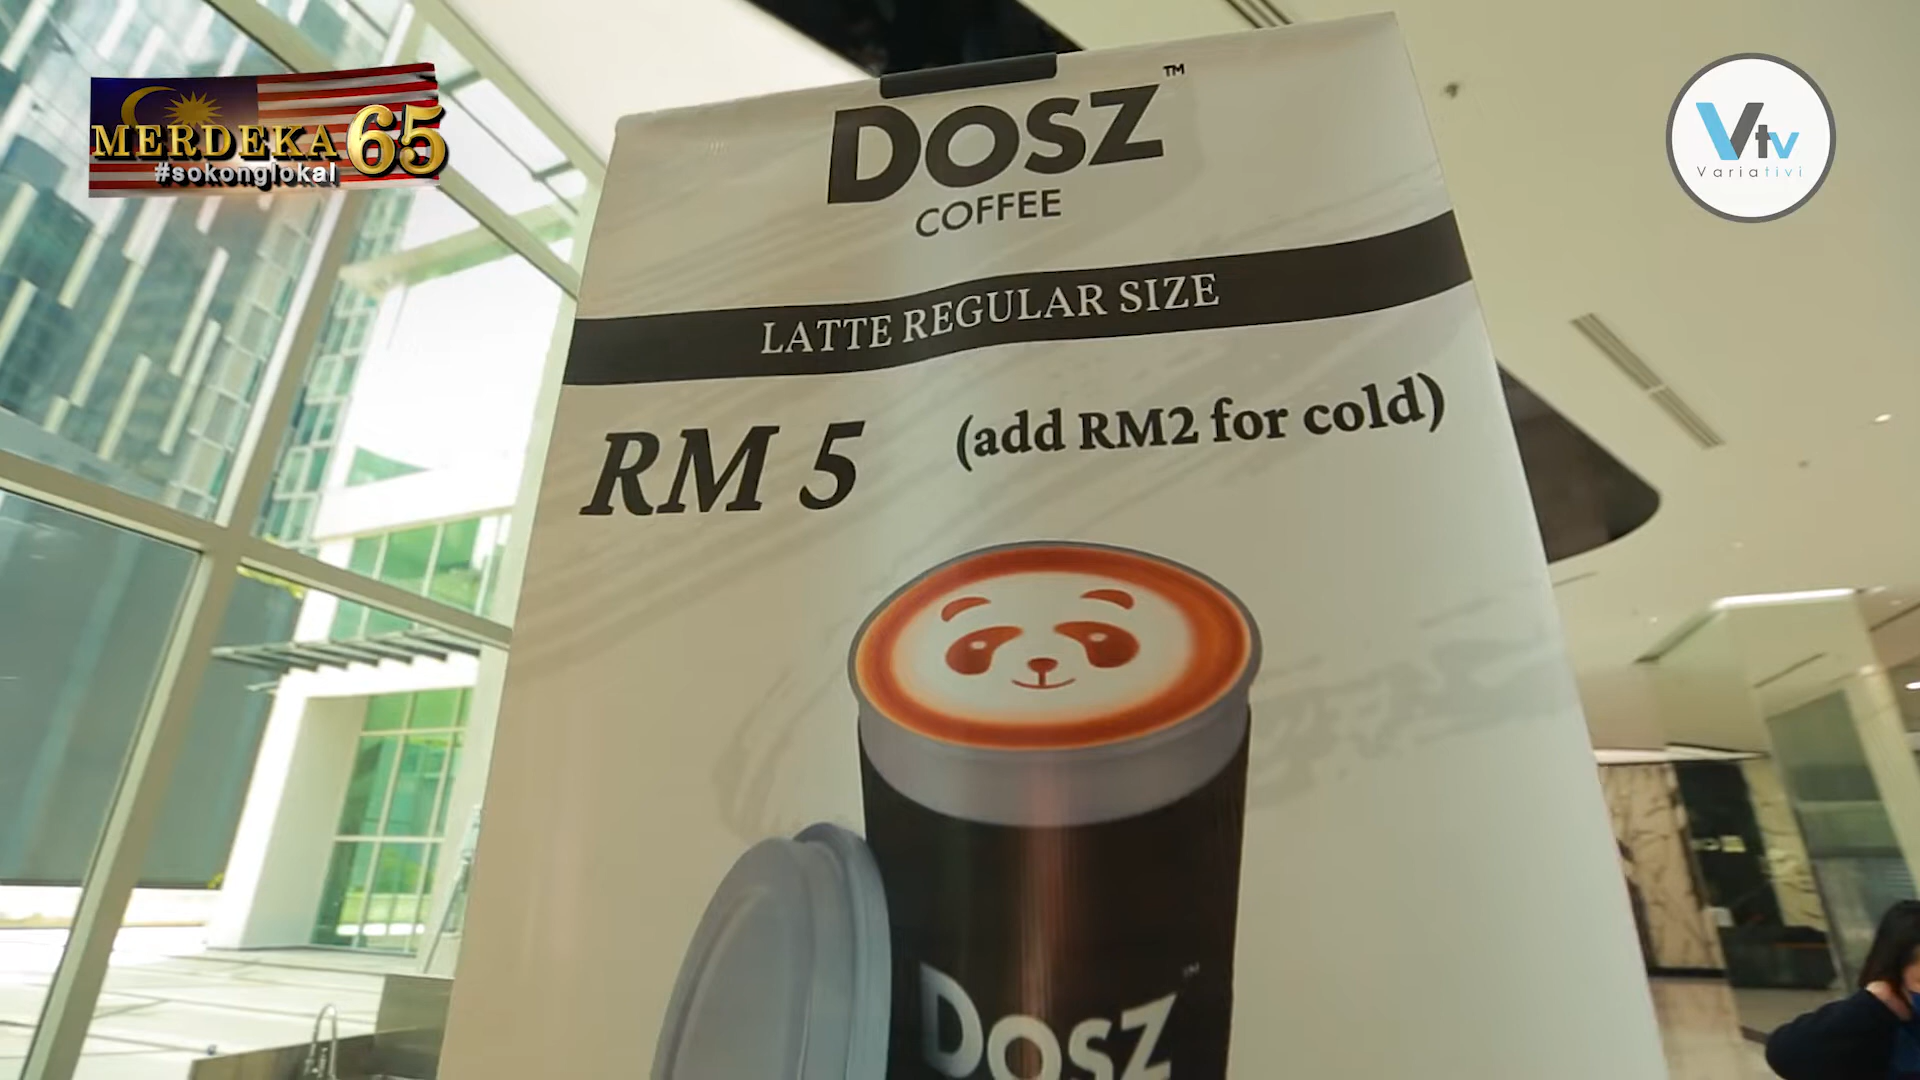 MERDEKA 65
#sokonglokal
Vtv
Variativi
DOSZ™
COFFEE
LATTE REGULAR SIZE
RM 5 (add RM2 for cold)
DOSZ™